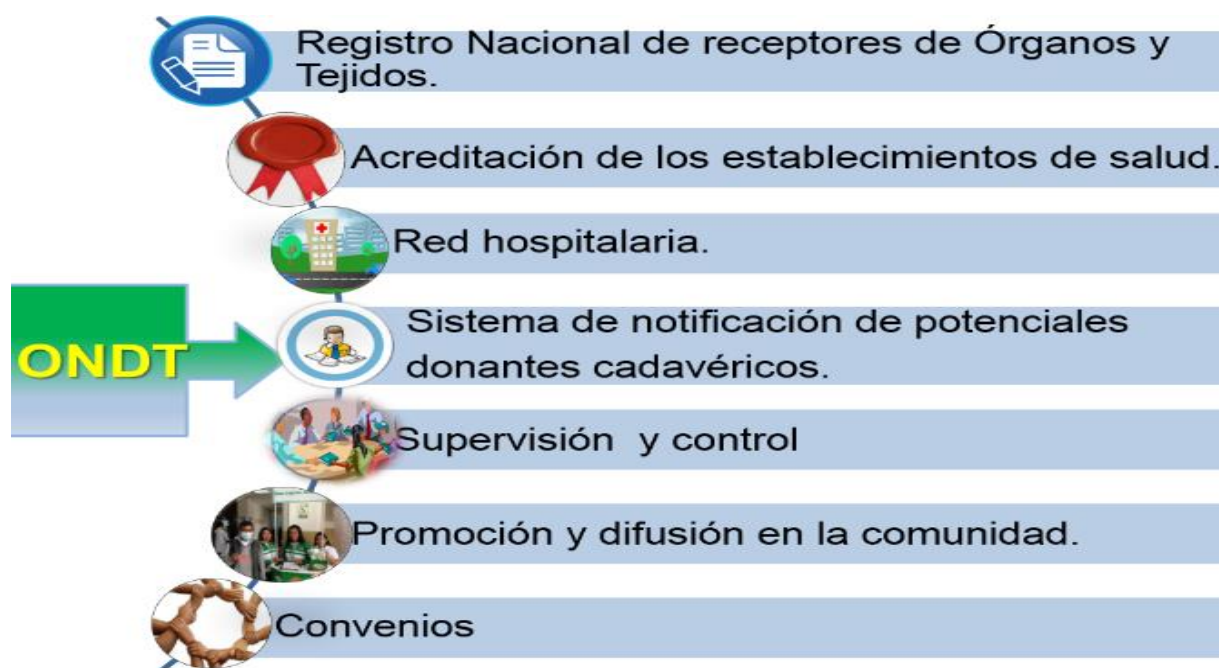 Registro Nacional de receptores de Órganos y
Tejidos.
Acreditación de los establecimientos de salud.
Red hospitalaria.
ONDT
Sistema de notificación de potenciales
donantes cadavéricos.
Supervisión y control
Promoción y difusión en la comunidad.
Convenios